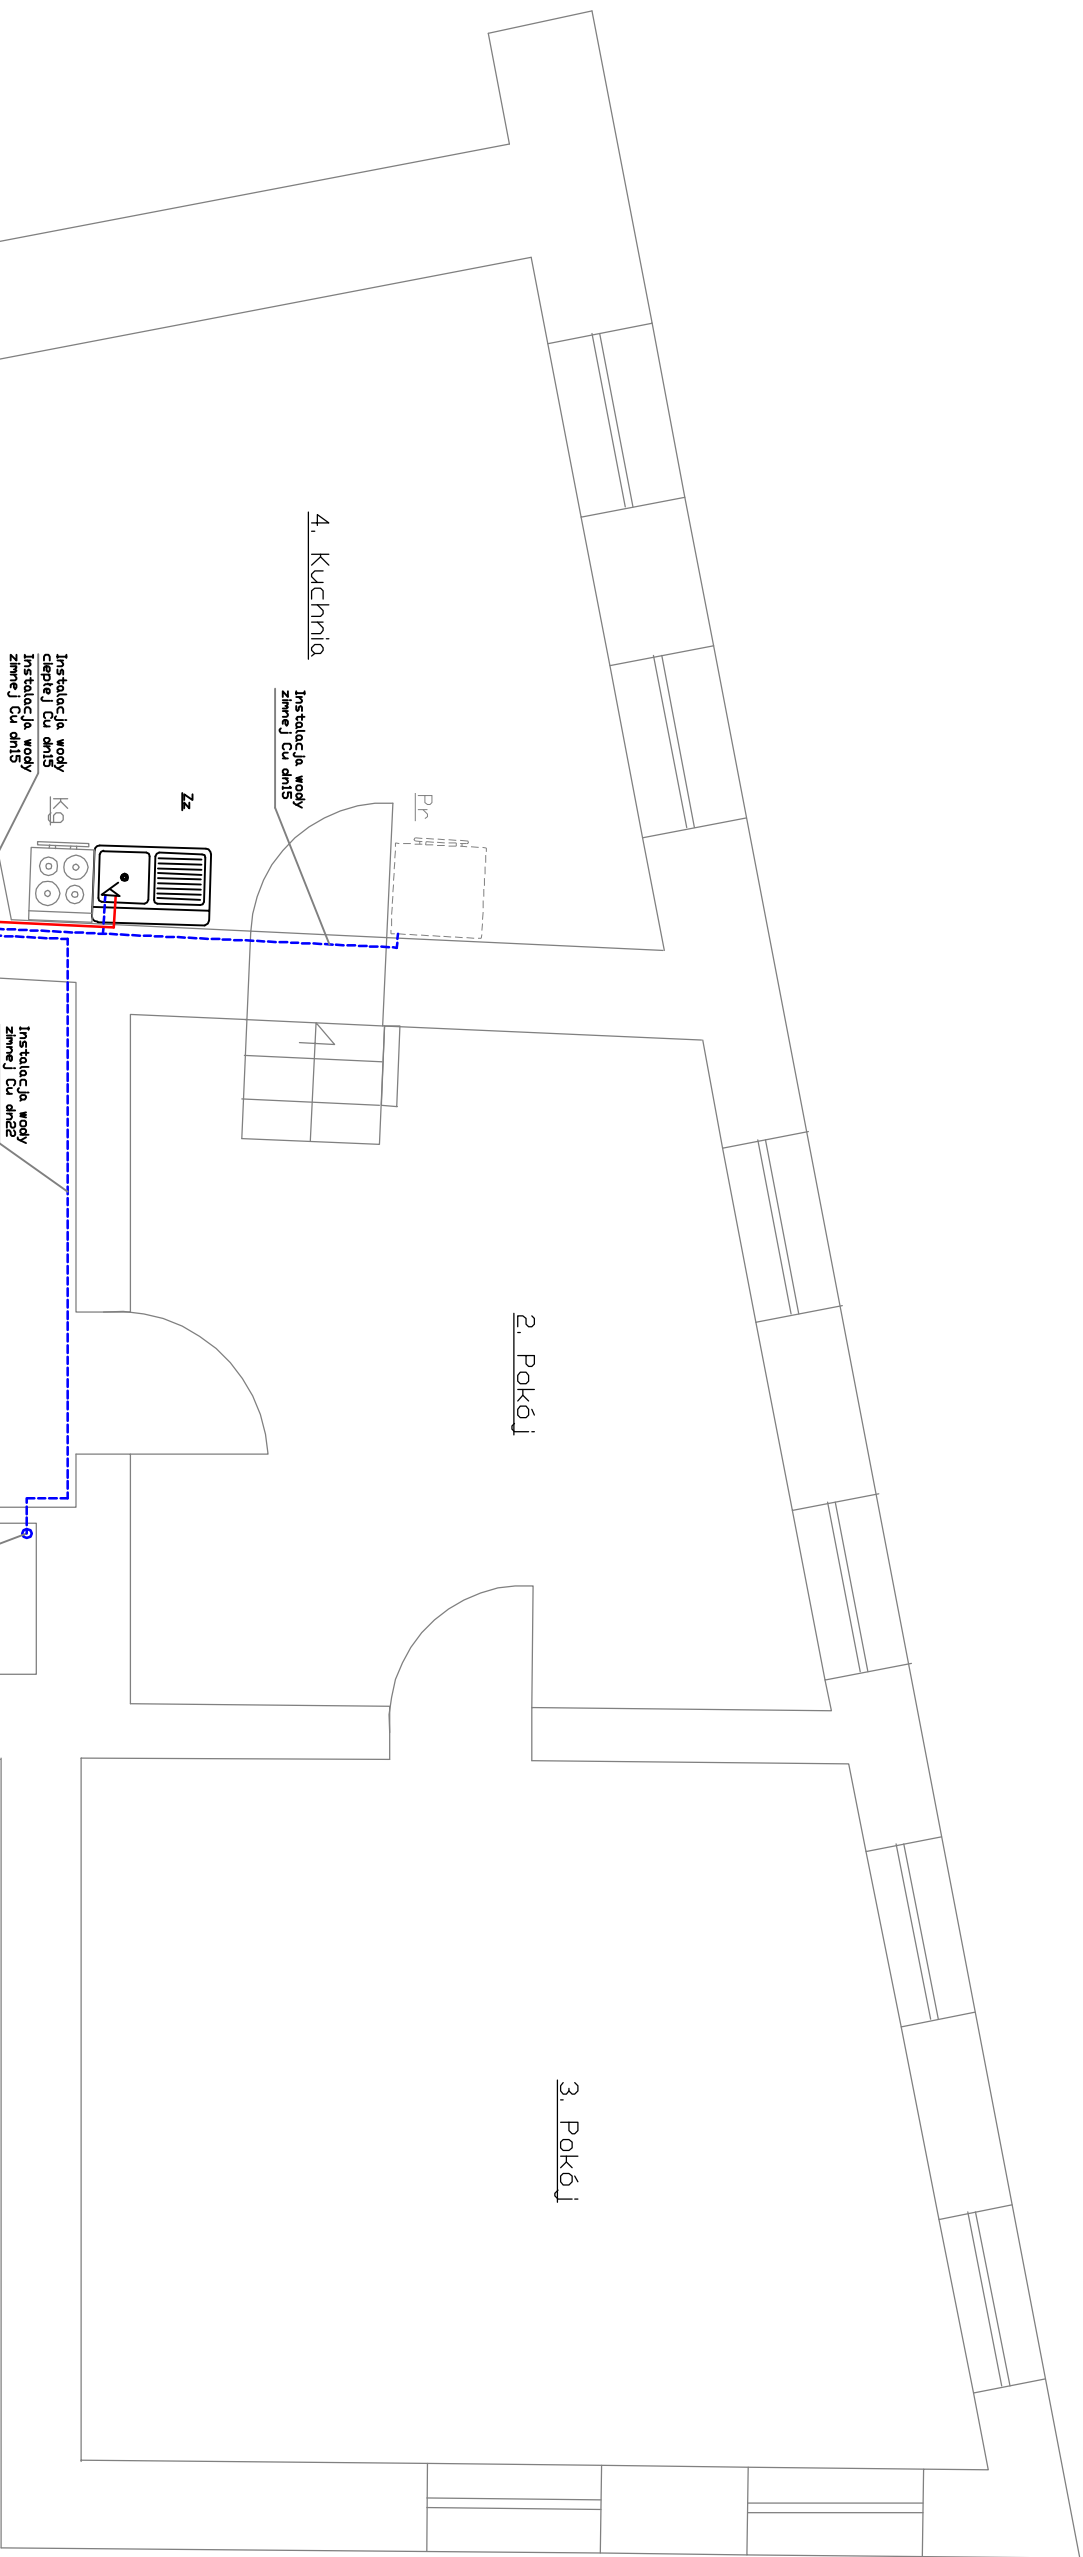 4. Kuchnia
Instalacja wody
ciepłej Cu dn15
Instalacja wody
zimnej Cu dn15
Instalacja wody
zimnej Cu dn15
Kg
Zz
Pr
Instalacja wody
zimnej Cu dn22
2. Pokój
3. Pokój